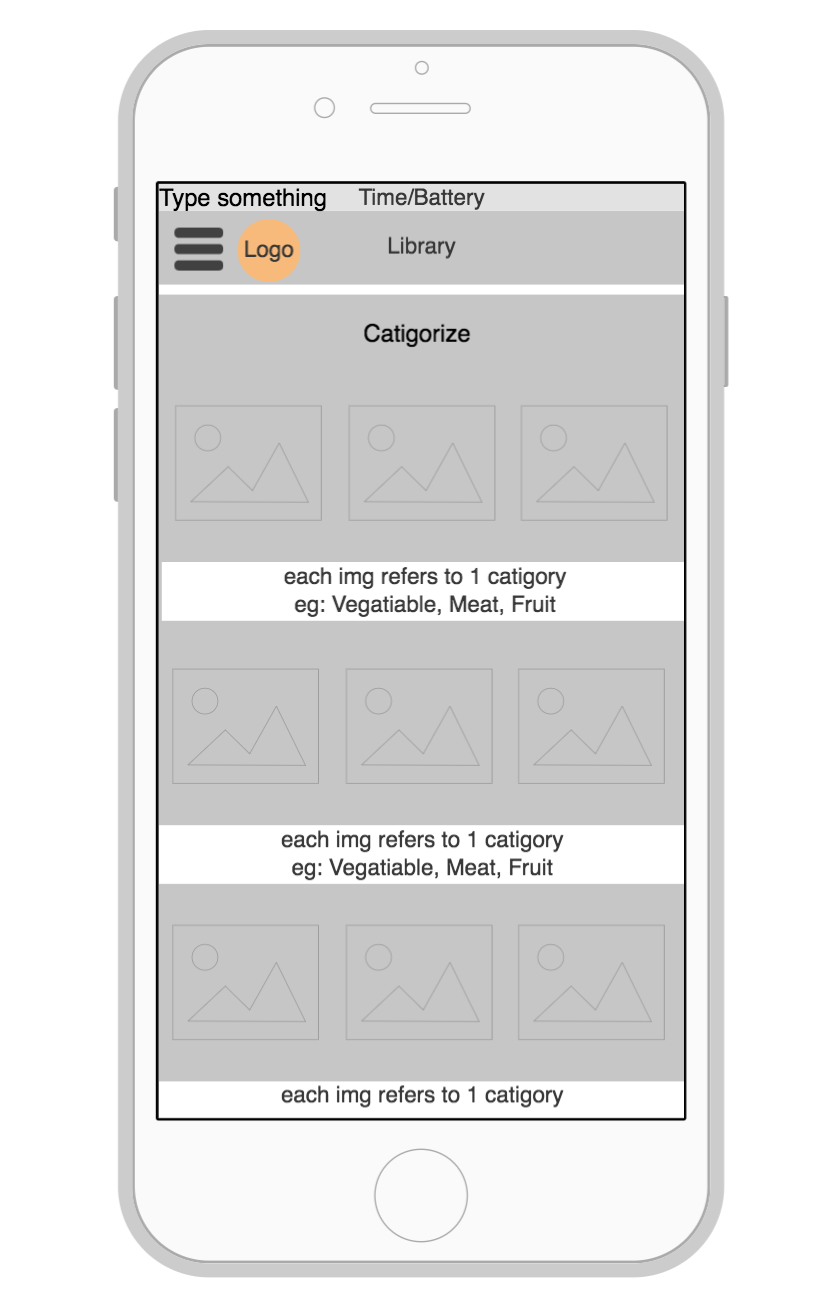 Type something Time/Battery
Logo Library
Catigorize
each img refers to 1 catigory
eg: Vegatiable, Meat, Fruit
each img refers to 1 catigory
eg: Vegatiable, Meat, Fruit
each img refers to 1 catigory